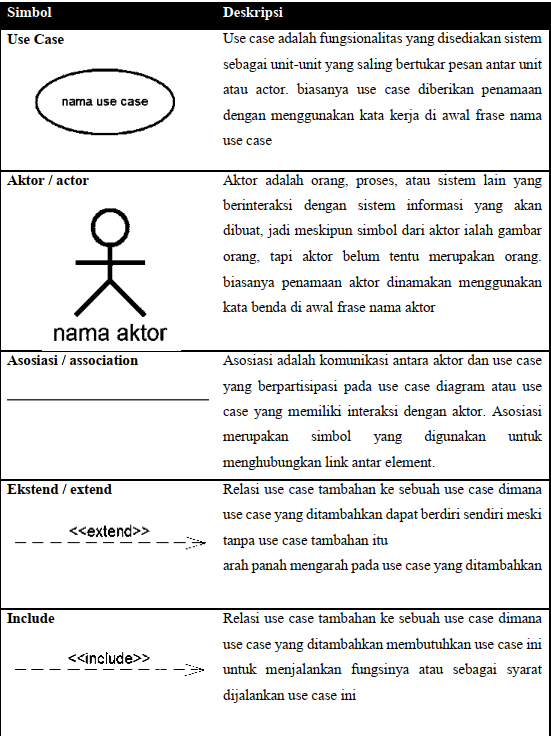 Simbol Deskripsi
Use Case
nama use case
Use case adalah fungsionalitas yang disediakan sistem
sebagai unit-unit yang saling bertukar pesan antar unit
atau actor. biasanya use case diberikan penamaan
dengan menggunakan kata kerja di awal frase nama
use case
Aktor / actor
nama aktor
Aktor adalah orang, proses, atau sistem lain yang
berinteraksi dengan sistem informasi yang akan
dibuat, jadi meskipun simbol dari aktor ialah gambar
orang, tapi aktor belum tentu merupakan orang.
biasanya penamaan aktor dinamakan menggunakan
kata benda di awal frase nama aktor
Asosiasi / association
Asosiasi adalah komunikasi antara aktor dan use case
yang berpartisipasi pada use case diagram atau use
case yang memiliki interaksi dengan aktor. Asosiasi
merupakan simbol yang digunakan untuk
menghubungkan link antar element.
Ekstend / extend
<<extend>>
Relasi use case tambahan ke sebuah use case dimana
use case yang ditambahkan dapat berdiri sendiri meski
tanpa use case tambahan itu
arah panah mengarah pada use case yang ditambahkan
Include
<<include>>
Relasi use case tambahan ke sebuah use case dimana
use case yang ditambahkan membutuhkan use case ini
untuk menjalankan fungsinya atau sebagai syarat
dijalankan use case ini